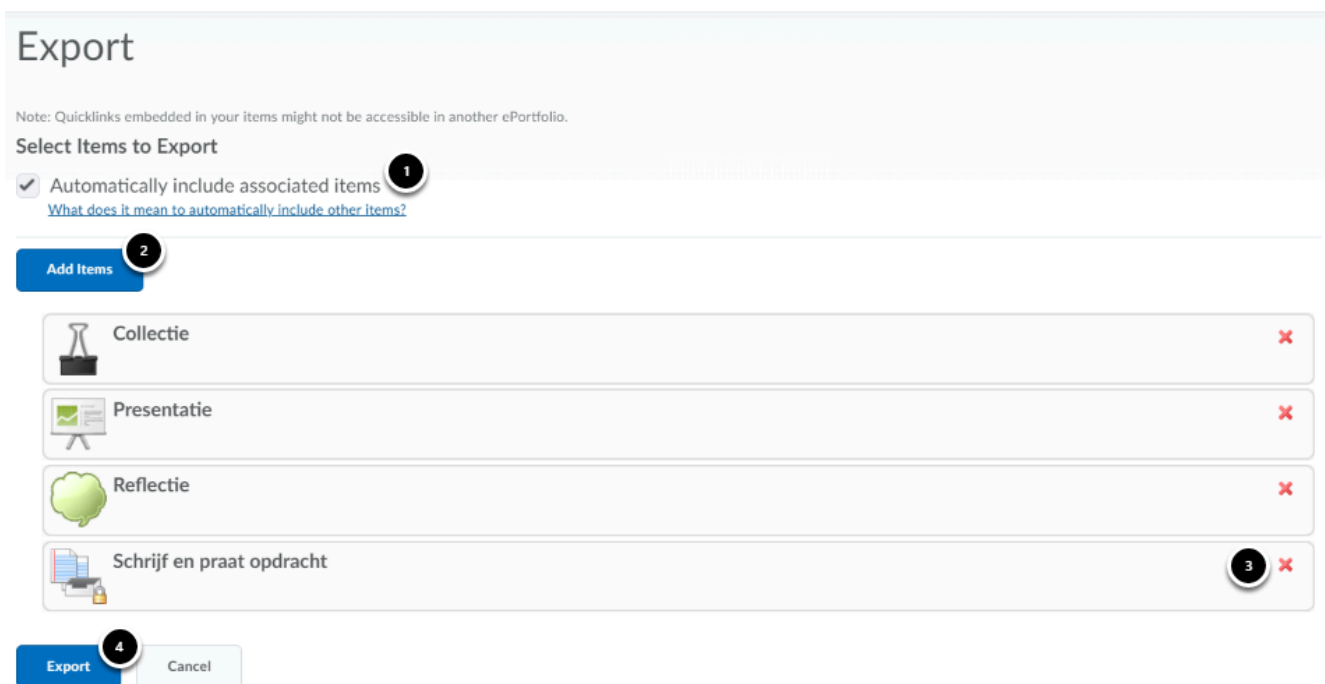 Export
Note: Quicklinks embedded in your items might not be accessible in another ePortfolio.
Select Items to Export
Automatically include associated items 1
What does it mean to automatically include other items?
2
Add Items
Collectie
Presentatie
Reflectie
Schrijf en praat opdracht 3
4
Export Cancel